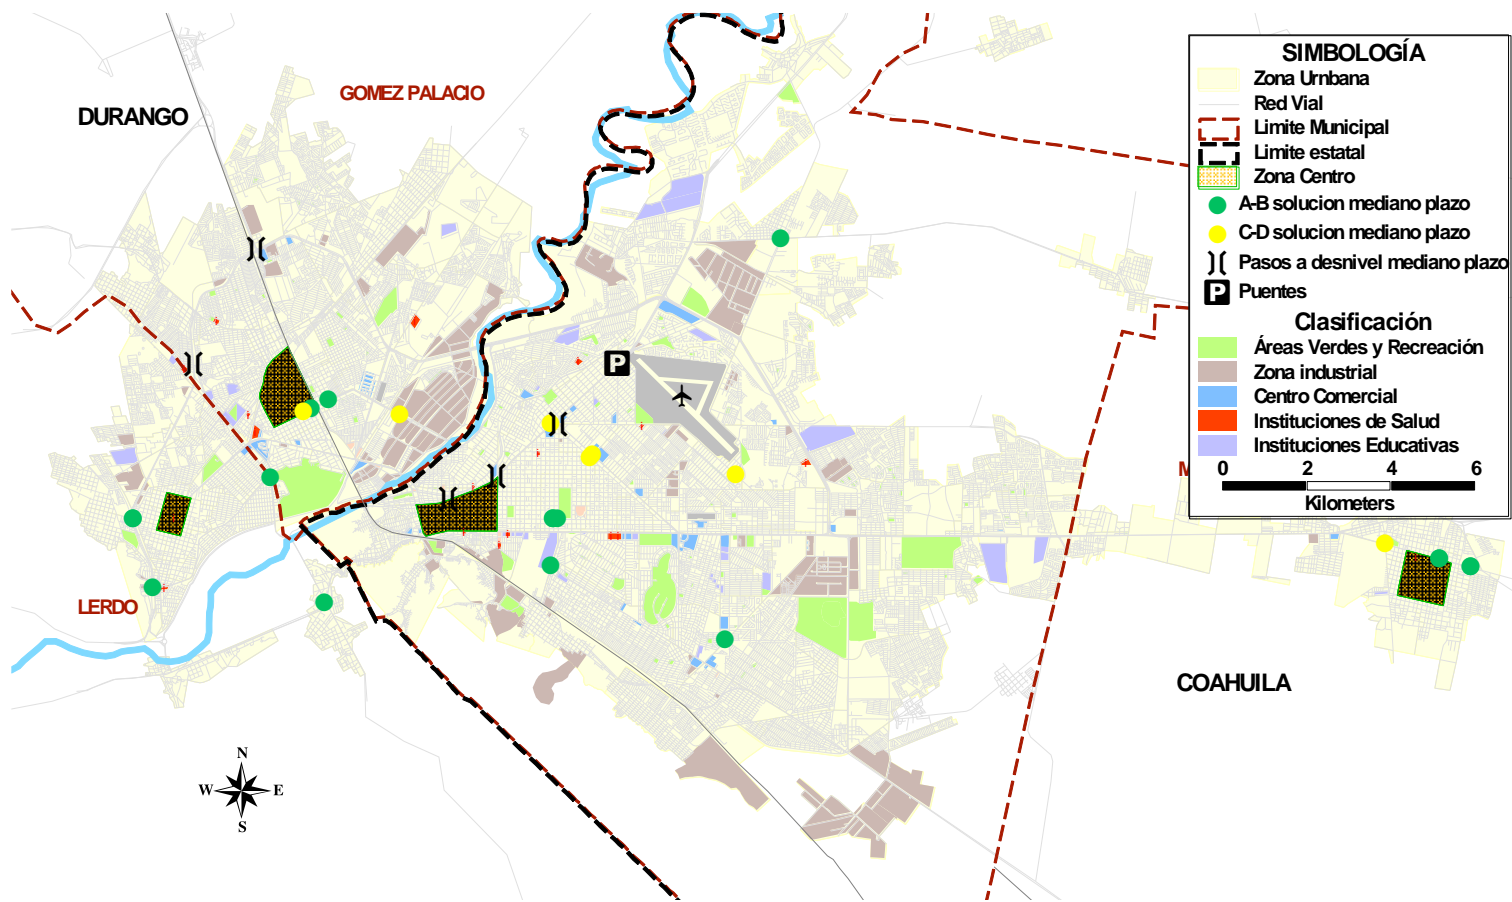 DURANGO
GOMEZ PALACIO
LERDO
COAHUILA
M
SIMBOLOGÍA
Zona Urnbana
Red Vial
Limite Municipal
Limite estatal
Zona Centro
A-B solucion mediano plazo
C-D solucion mediano plazo
Pasos a desnivel mediano plazo
P Puentes
Clasificación
Áreas Verdes y Recreación
Zona industrial
Centro Comercial
Instituciones de Salud
Instituciones Educativas
0 2 4 6
Kilometers
P
N
W E
S